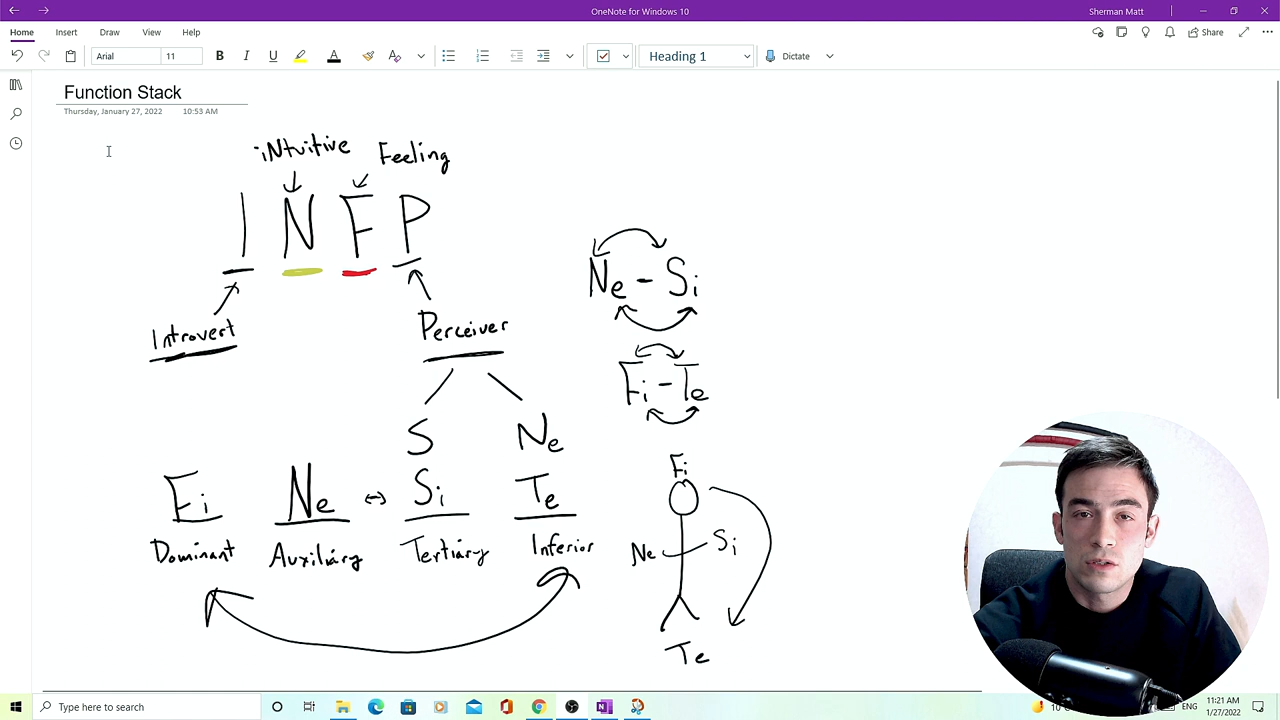 OneNote for Windows 10
Sherman Matt
Home Insert Draw View Help
Share
Arial 11 B I U A Heading 1 Dictate
Function Stack
Thursday, January 27, 2022 10:53 AM
iNtuitive Feeling
I N F P
Introvert Perceiver
Ne - Si
Fi - Te
S Ne
Fi Ne ↔ Si Te
Dominant Auxiliary Tertiary Inferior
Fi
Ne Si
Te
Type here to search
10°
ENG
11:21 AM
1/27/2022